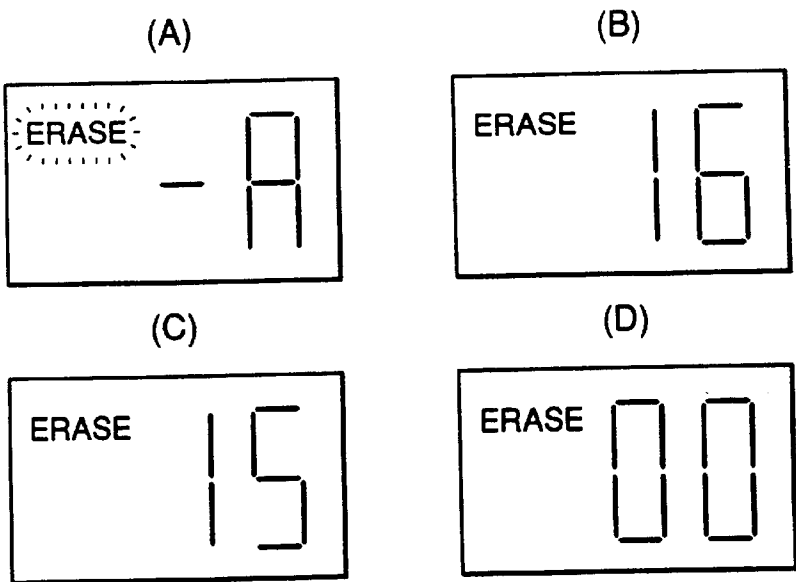 (A)
ERASE - A
(B)
ERASE 16
(C)
ERASE 15
(D)
ERASE 00